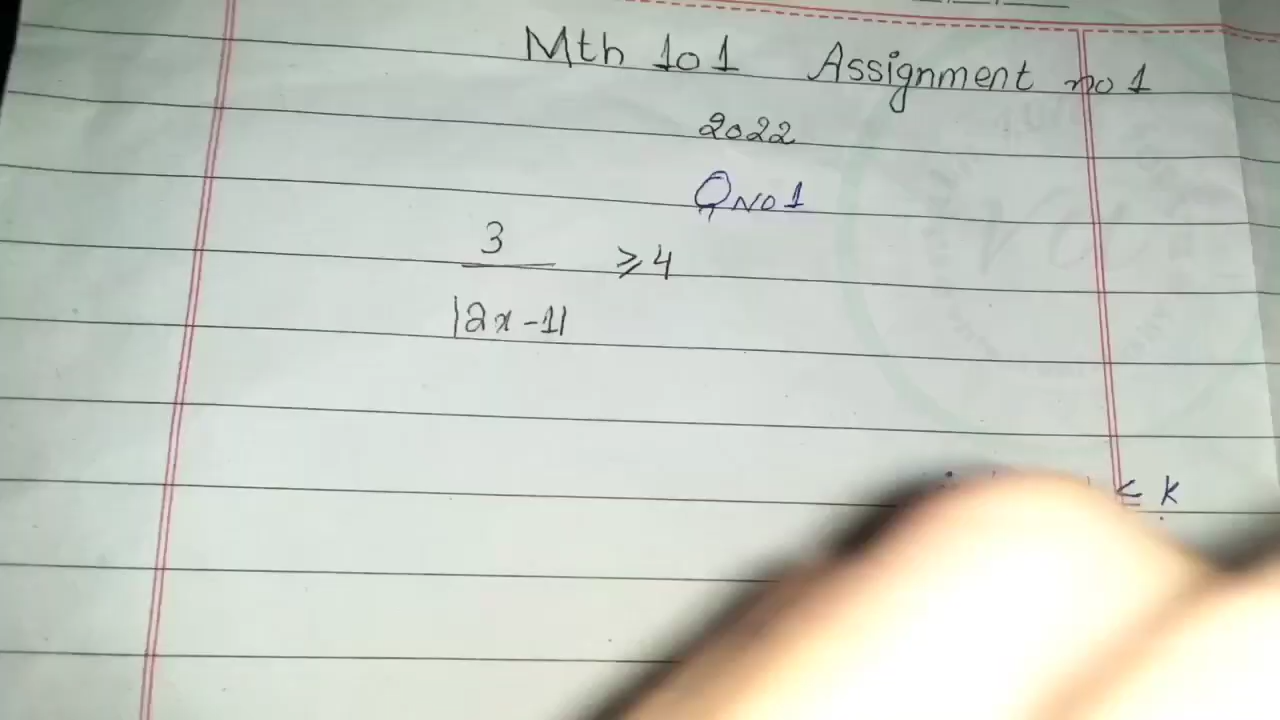 Mth 101 Assignment no 1
2022
Q No 1
3
⩾ 4
|2x - 1|
≤ k